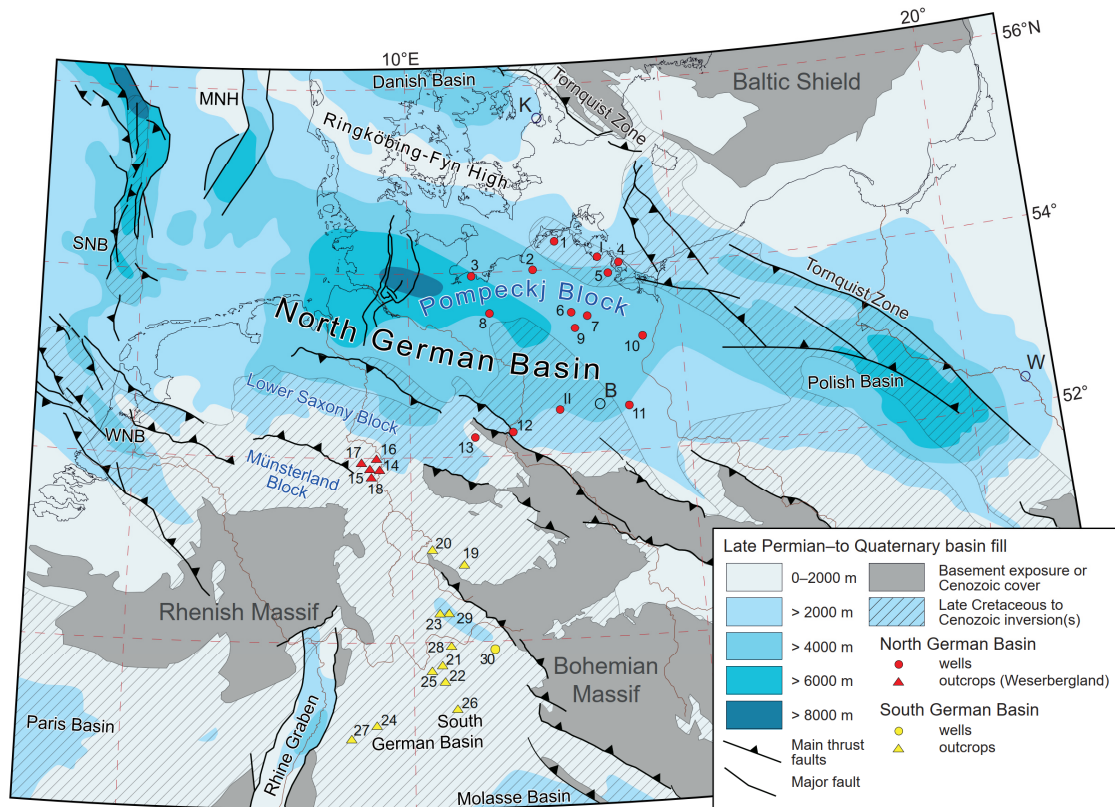 10°E
20°
56°N
Danish Basin
Tornquist Zone
Baltic Shield
MNH
K
Ringköbing-Fyn High
54°
SNB
1
I
4
2
5
3
Tornquist Zone
Pompeckj Block
6
7
8
9
10
North German Basin
W
52°
Polish Basin
B
II
11
Lower Saxony Block
12
13
WNB
17
16
14
15
18
Münsterland
Block
20
19
Rhenish Massif
23
29
28
30
21
25
22
Bohemian
Massif
26
South
German Basin
24
27
Paris Basin
Rhine Graben
Molasse Basin
Late Permian–to Quaternary basin fill
0–2000 m
> 2000 m
> 4000 m
> 6000 m
> 8000 m
Main thrust
faults
Major fault
Basement exposure or
Cenozoic cover
Late Cretaceous to
Cenozoic inversion(s)
North German Basin
wells
outcrops (Weserbergland)
South German Basin
wells
outcrops